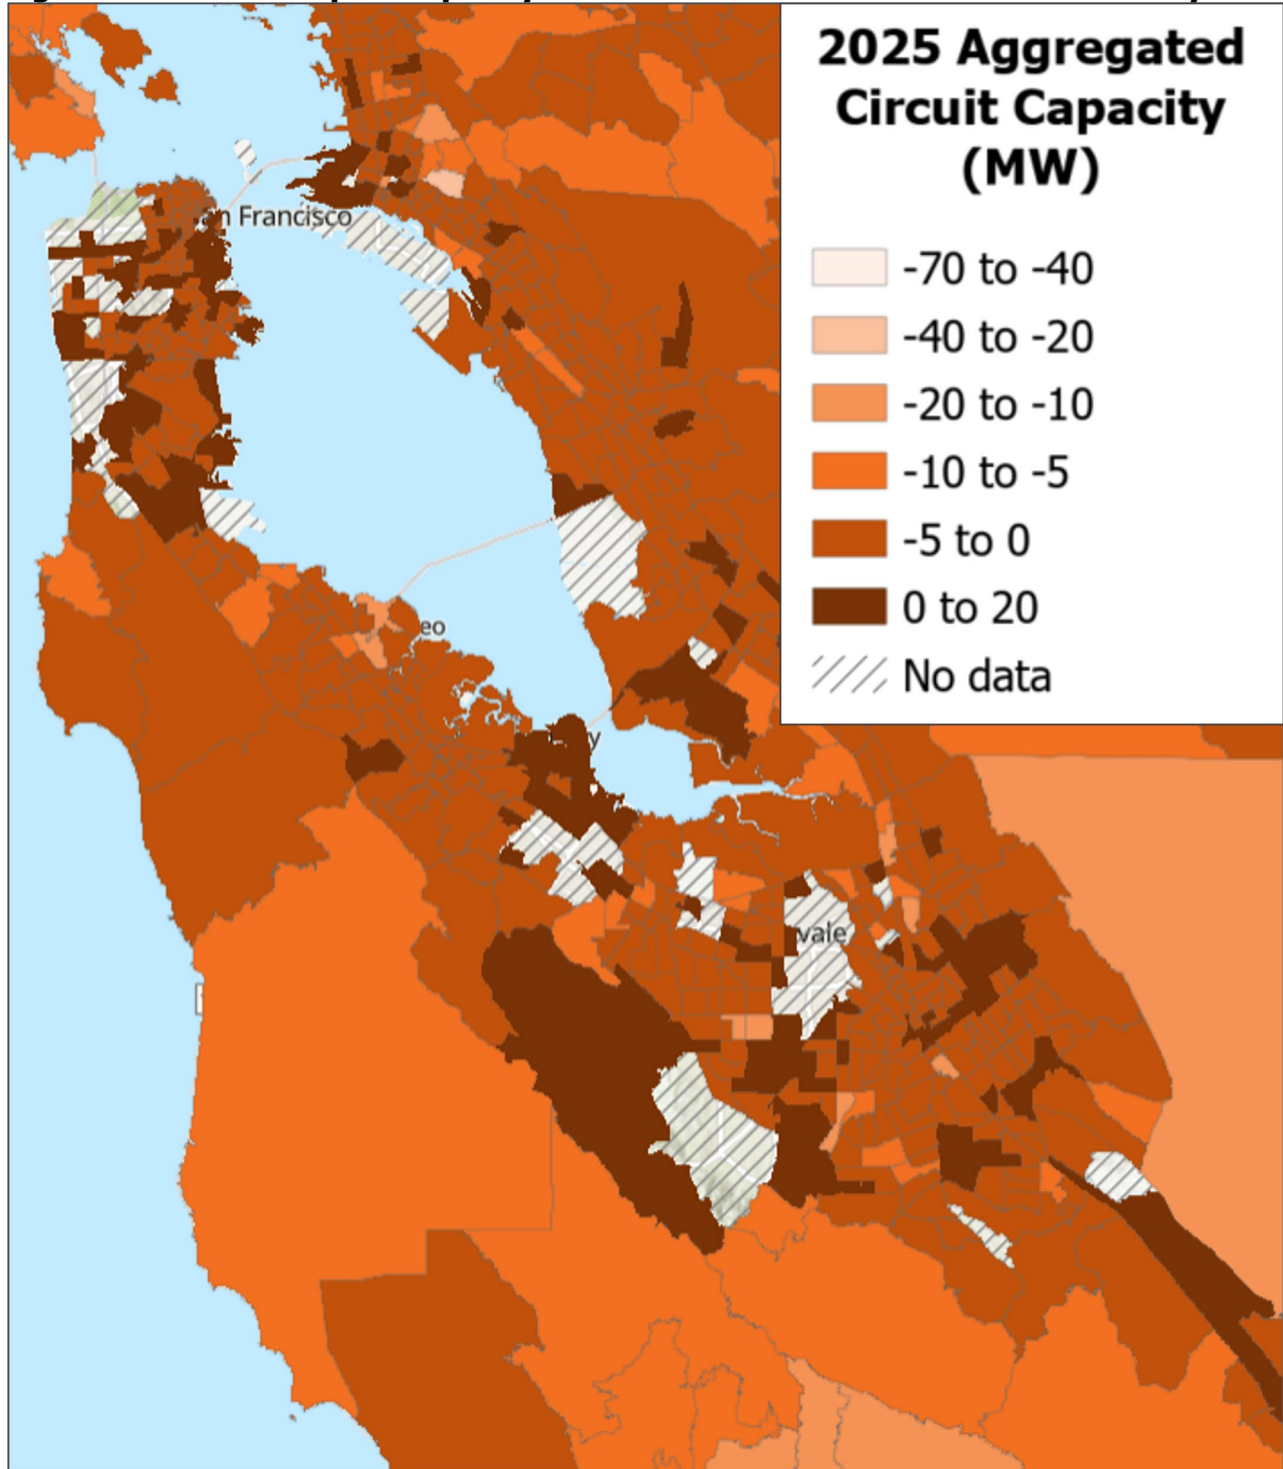 2025 Aggregated
Circuit Capacity
(MW)
-70 to -40
-40 to -20
-20 to -10
-10 to -5
-5 to 0
0 to 20
No data
an Francisco
eo
y
vale